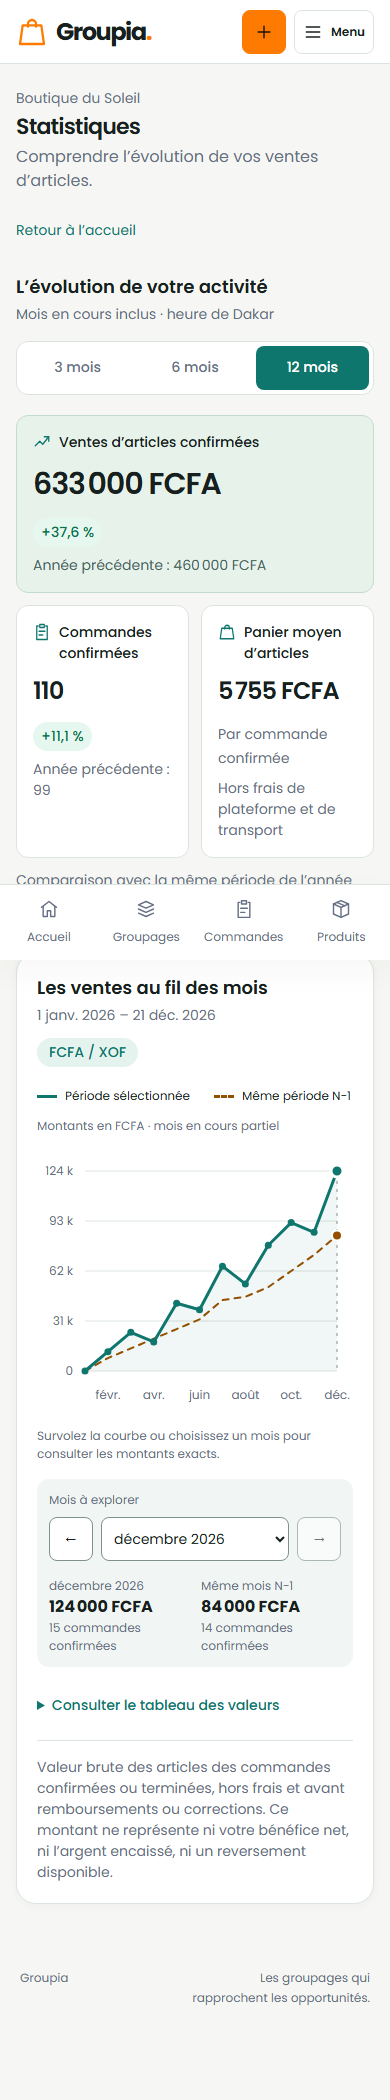 Groupia.
Menu
Boutique du Soleil
Statistiques
Comprendre l’évolution de vos ventes
d’articles.
Retour à l’accueil
L’évolution de votre activité
Mois en cours inclus · heure de Dakar
3 mois
6 mois
12 mois
Ventes d’articles confirmées
633 000 FCFA
+37,6 %
Année précédente : 460 000 FCFA
Commandes
confirmées
110
+11,1 %
Année précédente :
99
Panier moyen
d’articles
5 755 FCFA
Par commande
confirmée
Hors frais de
plateforme et de
transport
Comparaison avec la même période de l’année
Accueil
Groupages
Commandes
Produits
Les ventes au fil des mois
1 janv. 2026 – 21 déc. 2026
FCFA / XOF
Période sélectionnée
Même période N-1
Montants en FCFA · mois en cours partiel
124 k
93 k
62 k
31 k
0
févr.
avr.
juin
août
oct.
déc.
Survolez la courbe ou choisissez un mois pour
consulter les montants exacts.
Mois à explorer
←
décembre 2026
→
décembre 2026
124 000 FCFA
15 commandes
confirmées
Même mois N-1
84 000 FCFA
14 commandes
confirmées
Consulter le tableau des valeurs
Valeur brute des articles des commandes
confirmées ou terminées, hors frais et avant
remboursements ou corrections. Ce
montant ne représente ni votre bénéfice net,
ni l’argent encaissé, ni un reversement
disponible.
Groupia
Les groupages qui
rapprochent les opportunités.